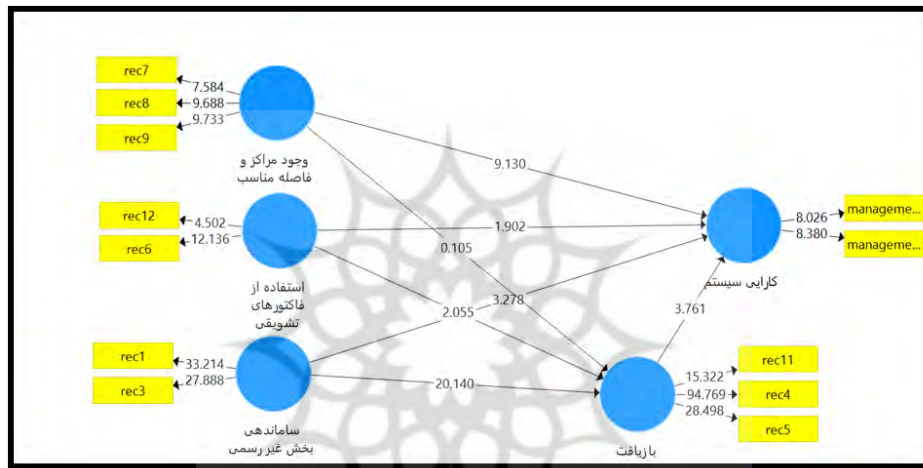 rec7
7.584
rec8
9.688
9.733
rec9
وجود مراکز و
فاصله مناسب
9.130
rec12
4.502
12.136
rec6
1.902
0.105
manageme...
8.026
8.380
manageme...
کارایی سیستم
استفاده از
فاکتورهای
تشویقی
3.278
2.055
3.761
rec1
33.214
27.888
rec3
20.140
rec11
15.322
94.769
rec4
28.498
rec5
ساماندهی
بخش غیر رسمی
بازیافت